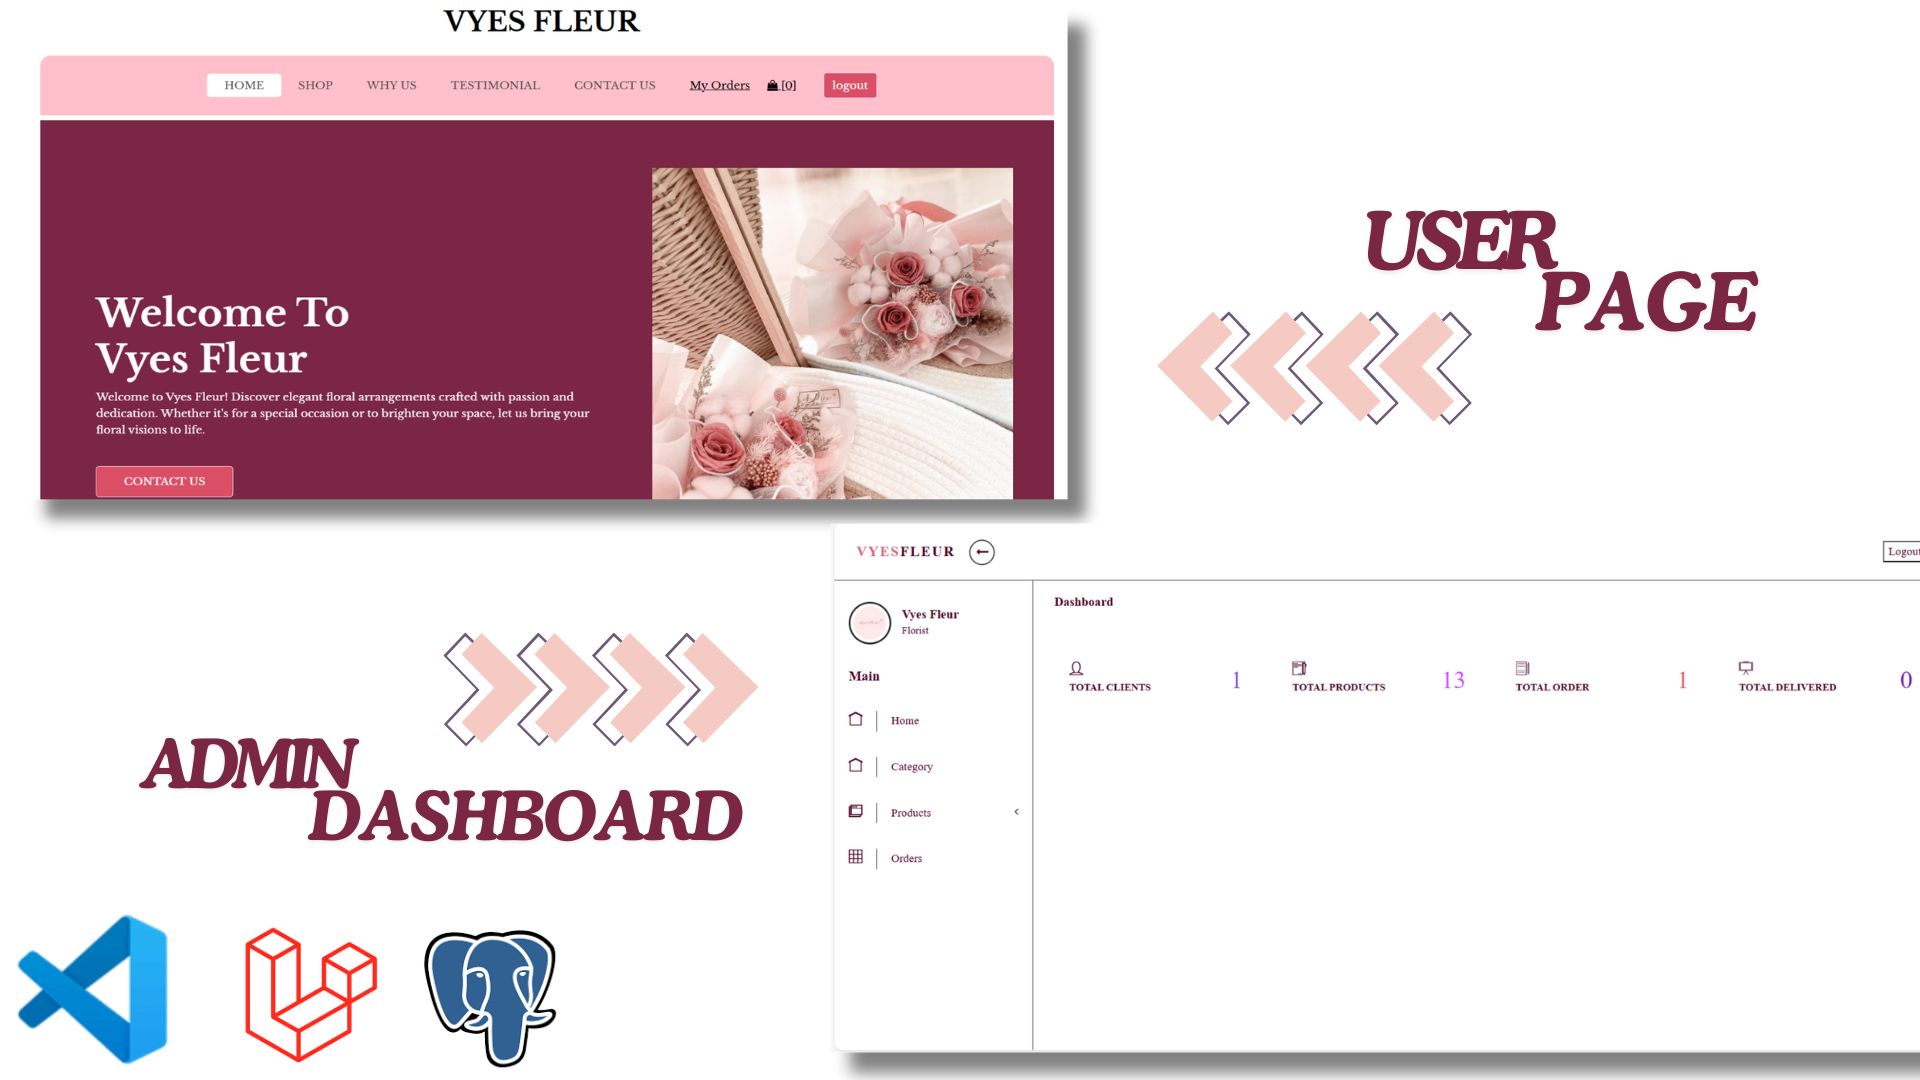 VYES FLEUR
HOME SHOP WHY US TESTIMONIAL CONTACT US My Orders [0] logout
Welcome To
Vyes Fleur
Welcome to Vyes Fleur! Discover elegant floral arrangements crafted with passion and
dedication. Whether it's for a special occasion or to brighten your space, let us bring your
floral visions to life.
CONTACT US
USER
PAGE
VYESFLEUR
Logout
Vyes Fleur
Florist
Main
Home
Category
Products
Orders
Dashboard
TOTAL CLIENTS 1
TOTAL PRODUCTS 13
TOTAL ORDER 1
TOTAL DELIVERED 0
ADMIN
DASHBOARD